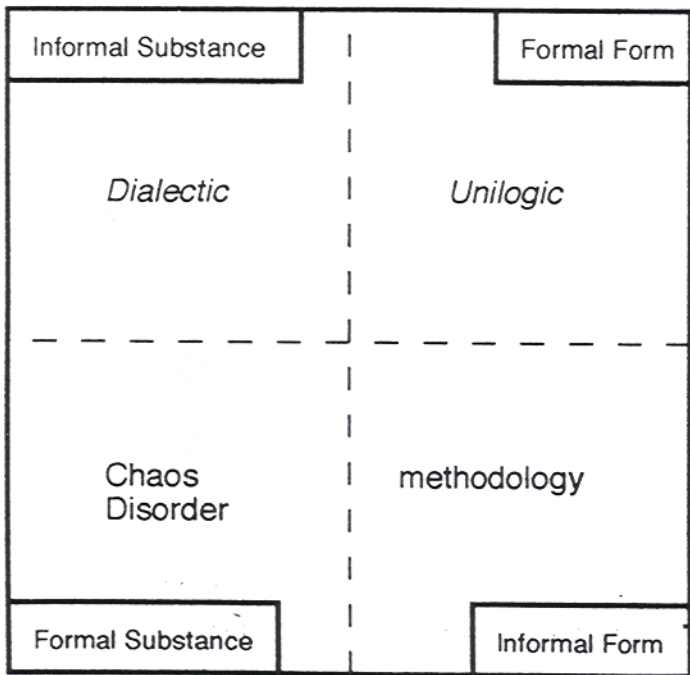 Informal Substance
Formal Form
Dialectic
Unilogic
Chaos
Disorder
methodology
Formal Substance
Informal Form